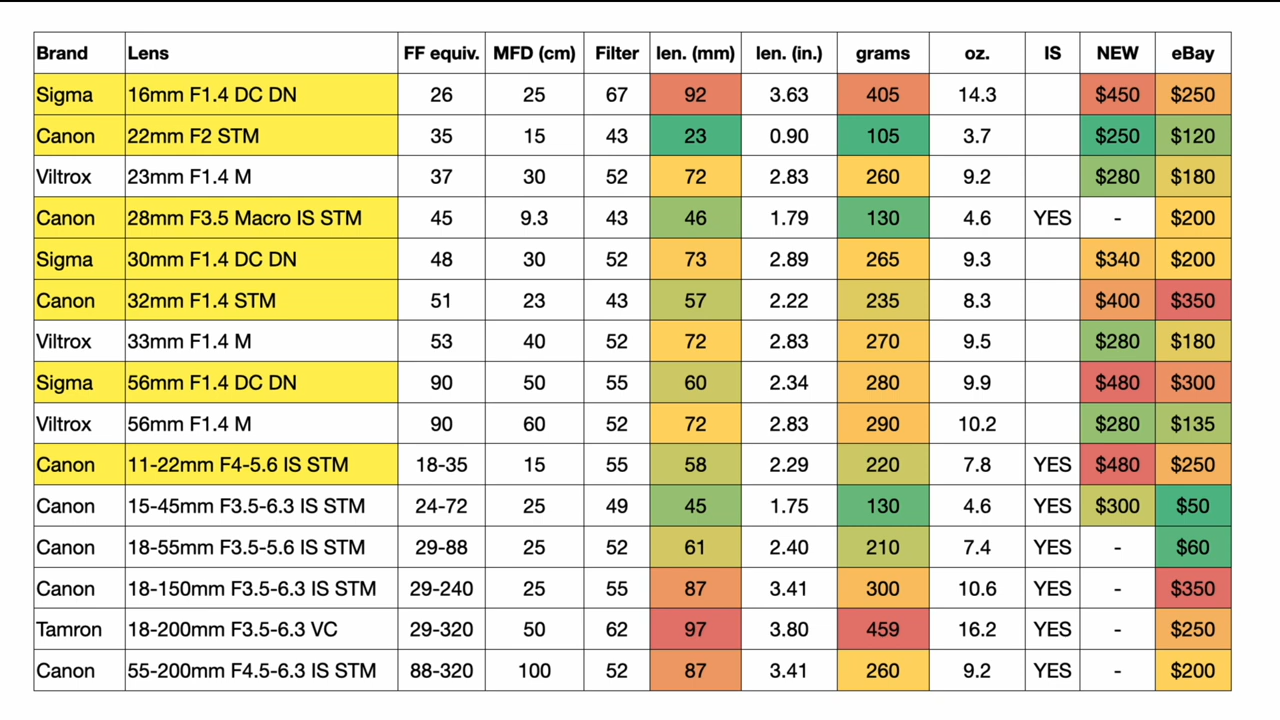 Brand Lens FF equiv. MFD (cm) Filter len. (mm) len. (in.) grams oz. IS NEW eBay
Sigma 16mm F1.4 DC DN 26 25 67 92 3.63 405 14.3 $450 $250
Canon 22mm F2 STM 35 15 43 23 0.90 105 3.7 $250 $120
Viltrox 23mm F1.4 M 37 30 52 72 2.83 260 9.2 $280 $180
Canon 28mm F3.5 Macro IS STM 45 9.3 43 46 1.79 130 4.6 YES - $200
Sigma 30mm F1.4 DC DN 48 30 52 73 2.89 265 9.3 $340 $200
Canon 32mm F1.4 STM 51 23 43 57 2.22 235 8.3 $400 $350
Viltrox 33mm F1.4 M 53 40 52 72 2.83 270 9.5 $280 $180
Sigma 56mm F1.4 DC DN 90 50 55 60 2.34 280 9.9 $480 $300
Viltrox 56mm F1.4 M 90 60 52 72 2.83 290 10.2 $280 $135
Canon 11-22mm F4-5.6 IS STM 18-35 15 55 58 2.29 220 7.8 YES $480 $250
Canon 15-45mm F3.5-6.3 IS STM 24-72 25 49 45 1.75 130 4.6 YES $300 $50
Canon 18-55mm F3.5-5.6 IS STM 29-88 25 52 61 2.40 210 7.4 YES - $60
Canon 18-150mm F3.5-6.3 IS STM 29-240 25 55 87 3.41 300 10.6 YES - $350
Tamron 18-200mm F3.5-6.3 VC 29-320 50 62 97 3.80 459 16.2 YES - $250
Canon 55-200mm F4.5-6.3 IS STM 88-320 100 52 87 3.41 260 9.2 YES - $200